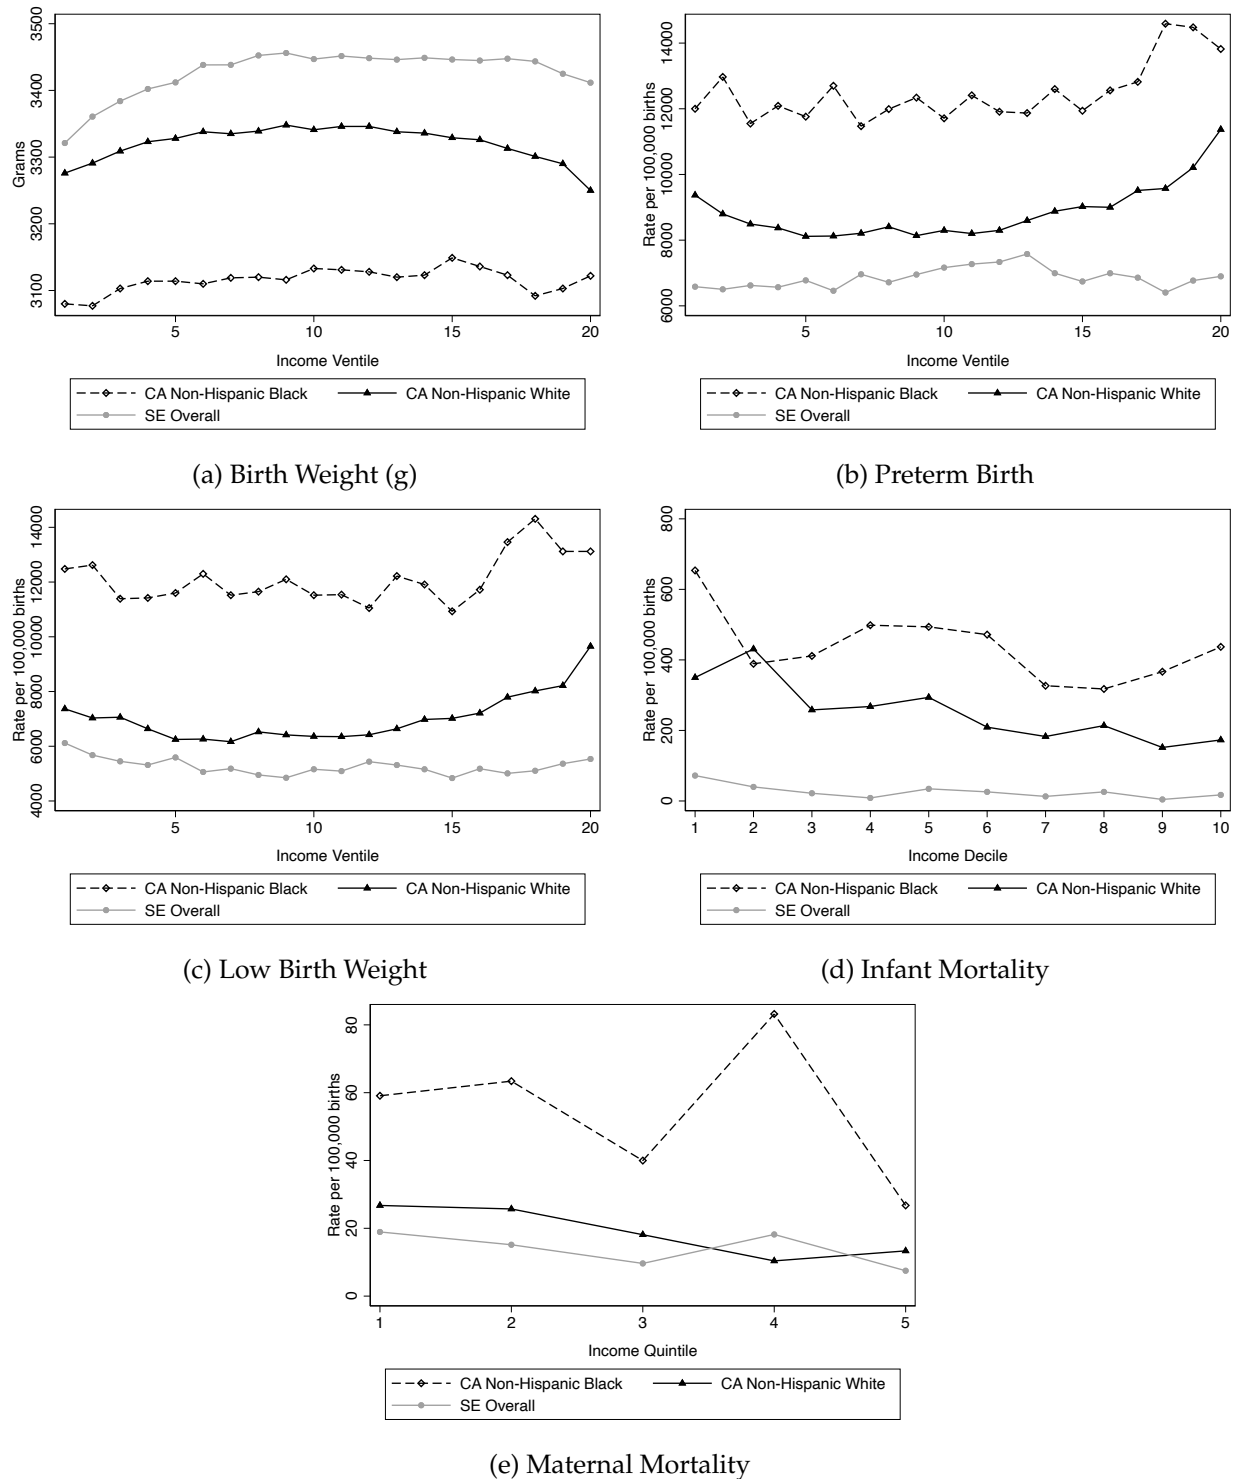 Grams
3500
3400
3300
3200
3100
5 10 15 20
Income Ventile
CA Non-Hispanic Black CA Non-Hispanic White
SE Overall
(a) Birth Weight (g)
Rate per 100,000 births
14000
12000
10000
8000
6000
5 10 15 20
Income Ventile
CA Non-Hispanic Black CA Non-Hispanic White
SE Overall
(b) Preterm Birth
Rate per 100,000 births
14000
12000
10000
8000
6000
4000
5 10 15 20
Income Ventile
CA Non-Hispanic Black CA Non-Hispanic White
SE Overall
(c) Low Birth Weight
Rate per 100,000 births
800
600
400
200
0
1 2 3 4 5 6 7 8 9 10
Income Decile
CA Non-Hispanic Black CA Non-Hispanic White
SE Overall
(d) Infant Mortality
Rate per 100,000 births
80
60
40
20
0
1 2 3 4 5
Income Quintile
CA Non-Hispanic Black CA Non-Hispanic White
SE Overall
(e) Maternal Mortality